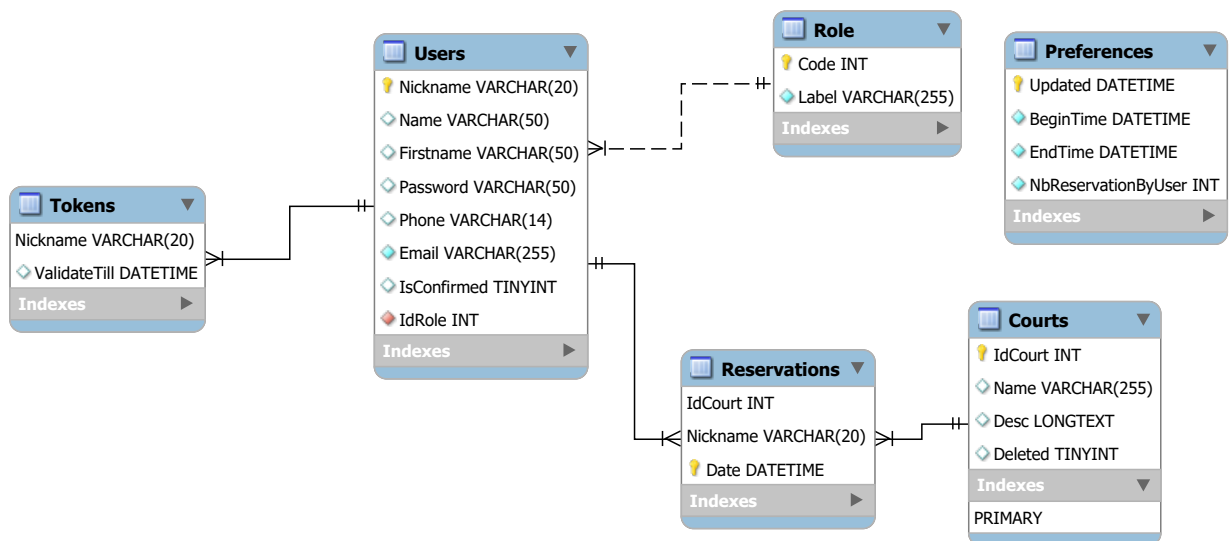 Tokens
Nickname VARCHAR(20)
ValidateTill DATETIME
Indexes
Users
Nickname VARCHAR(20)
Name VARCHAR(50)
Firstname VARCHAR(50)
Password VARCHAR(50)
Phone VARCHAR(14)
Email VARCHAR(255)
IsConfirmed TINYINT
IdRole INT
Indexes
Role
Code INT
Label VARCHAR(255)
Indexes
Preferences
Updated DATETIME
BeginTime DATETIME
EndTime DATETIME
NbReservationByUser INT
Indexes
Reservations
IdCourt INT
Nickname VARCHAR(20)
Date DATETIME
Indexes
Courts
IdCourt INT
Name VARCHAR(255)
Desc LONGTEXT
Deleted TINYINT
Indexes
PRIMARY